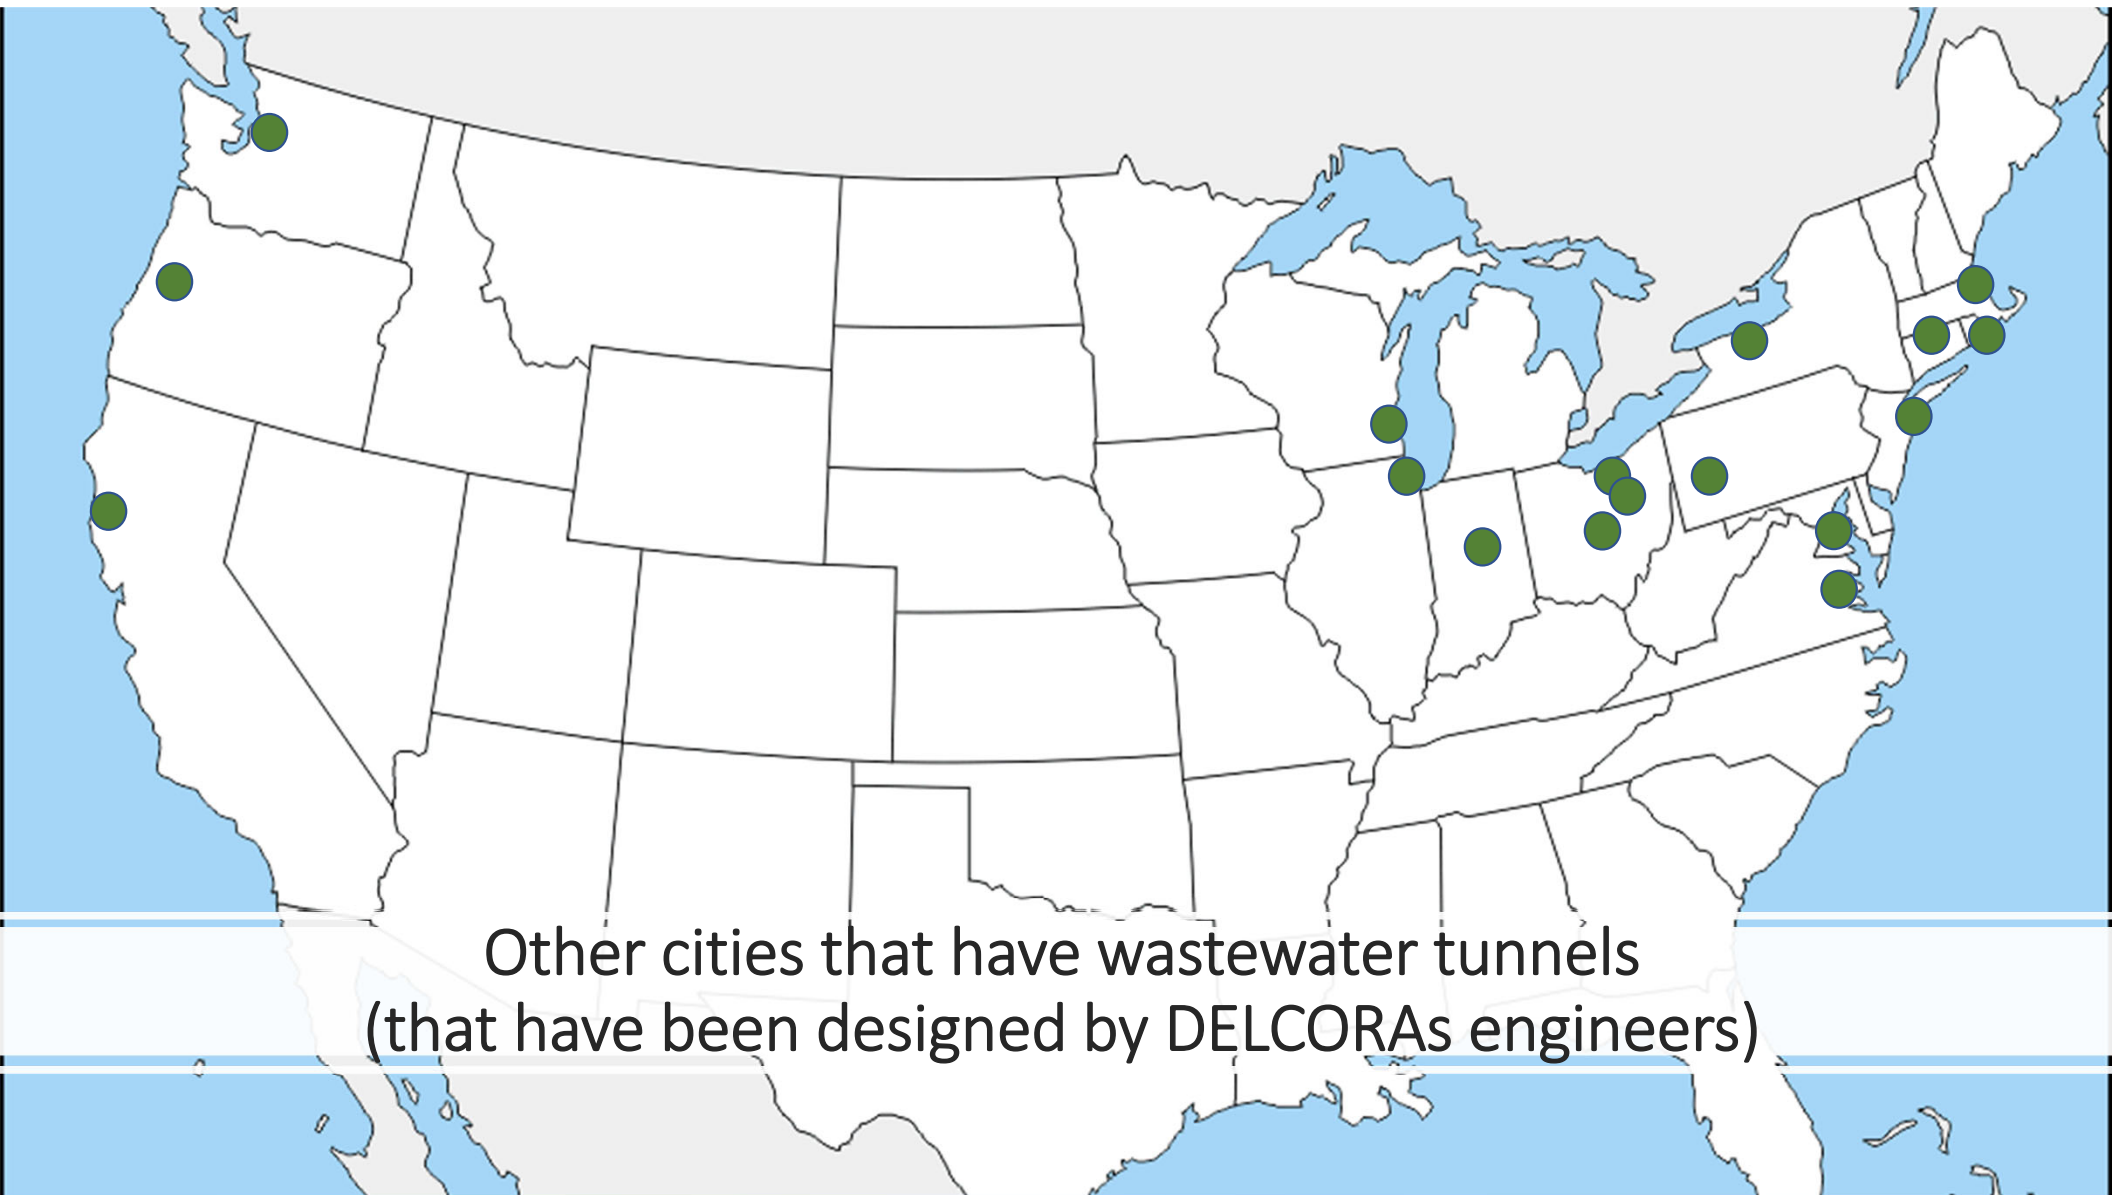 Other cities that have wastewater tunnels
(that have been designed by DELCORAs engineers)